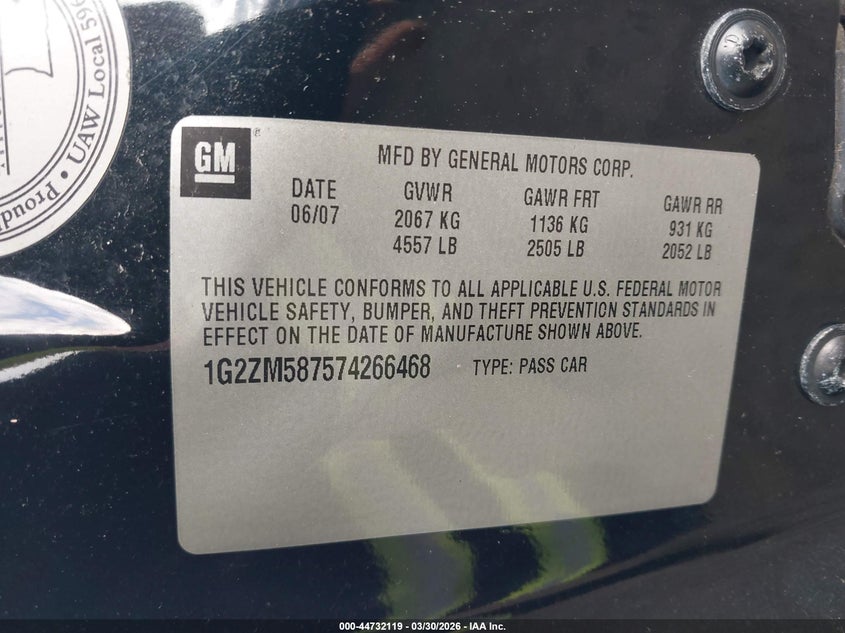 Proudly
• UAW Local 596
GM
®
MFD BY GENERAL MOTORS CORP.
DATE GVWR GAWR FRT GAWR RR
06/07 2067 KG 1136 KG 931 KG
4557 LB 2505 LB 2052 LB
THIS VEHICLE CONFORMS TO ALL APPLICABLE U.S. FEDERAL MOTOR
VEHICLE SAFETY, BUMPER, AND THEFT PREVENTION STANDARDS IN
EFFECT ON THE DATE OF MANUFACTURE SHOWN ABOVE.
1G2ZM587574266468 TYPE: PASS CAR
000-44732119 - 03/30/2026 - IAA Inc.